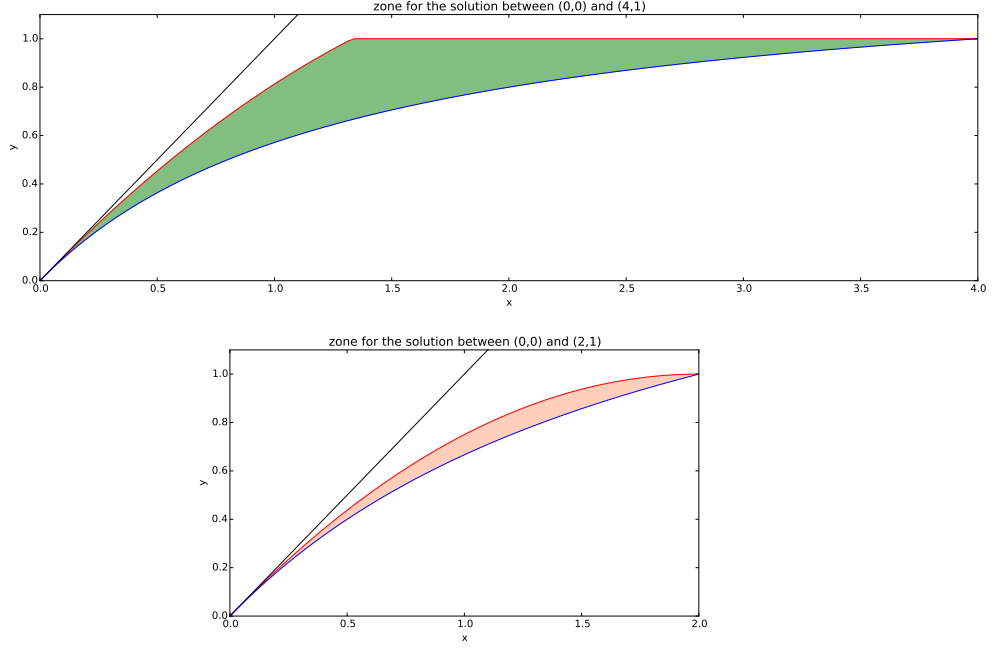 zone for the solution between (0,0) and (4,1)
1.0
0.8
0.6
y
0.4
0.2
0.0
0.0 0.5 1.0 1.5 2.0 2.5 3.0 3.5 4.0
x
zone for the solution between (0,0) and (2,1)
1.0
0.8
0.6
y
0.4
0.2
0.0
0.0 0.5 1.0 1.5 2.0
x